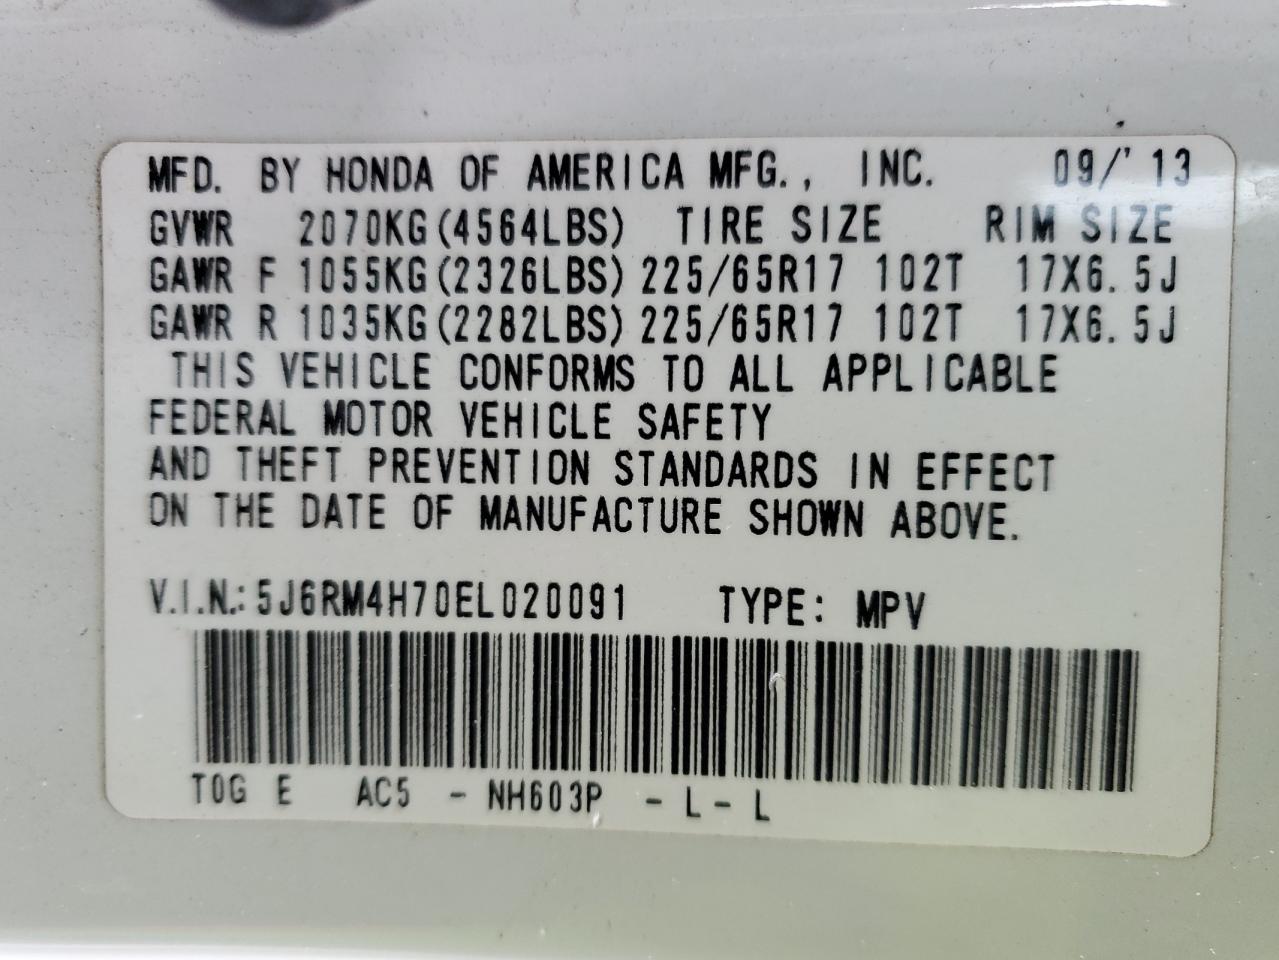 MFD. BY HONDA OF AMERICA MFG., INC. 09/'13
GVWR 2070KG(4564LBS) TIRE SIZE RIM SIZE
GAWR F 1055KG(2326LBS) 225/65R17 102T 17X6.5J
GAWR R 1035KG(2282LBS) 225/65R17 102T 17X6.5J
THIS VEHICLE CONFORMS TO ALL APPLICABLE
FEDERAL MOTOR VEHICLE SAFETY
AND THEFT PREVENTION STANDARDS IN EFFECT
ON THE DATE OF MANUFACTURE SHOWN ABOVE.
V.I.N.: 5J6RM4H70EL020091 TYPE: MPV
T0G E AC5 - NH603P - L - L